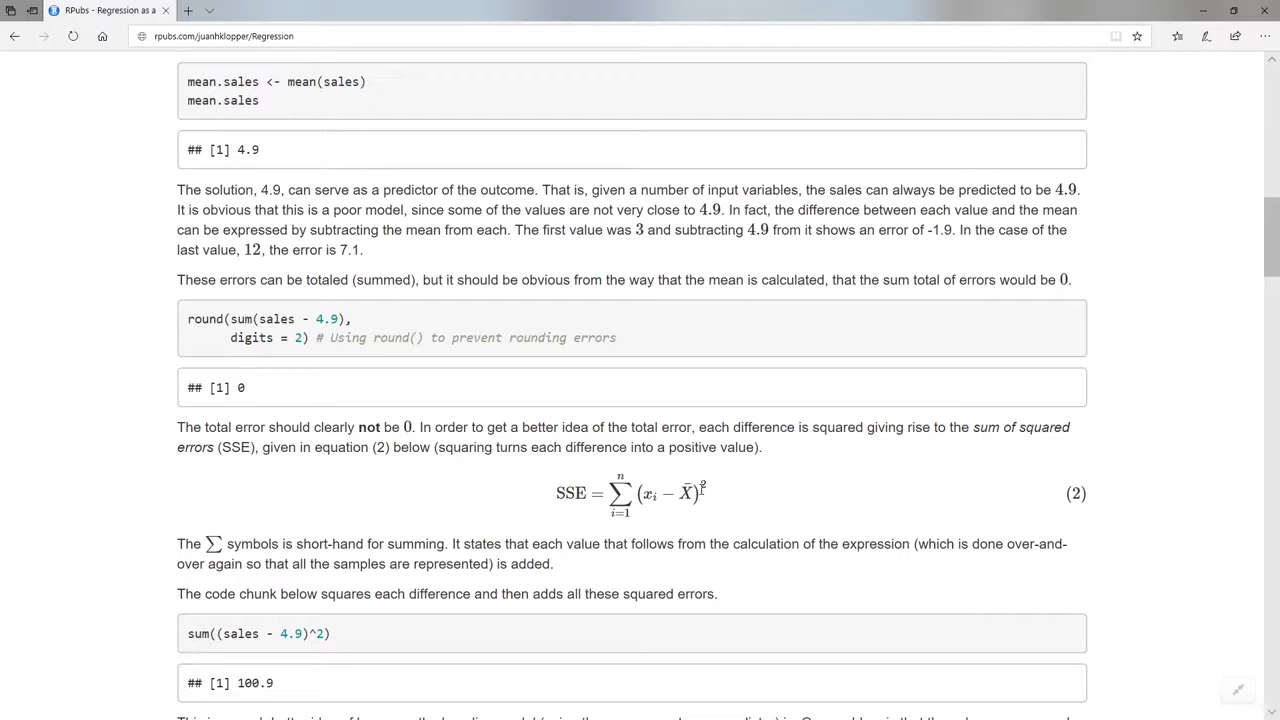 RPubs - Regression as a
rpubs.com/juanhklopper/Regression
mean.sales <- mean(sales)
mean.sales
## [1] 4.9
The solution, 4.9, can serve as a predictor of the outcome. That is, given a number of input variables, the sales can always be predicted to be 4.9.
It is obvious that this is a poor model, since some of the values are not very close to 4.9. In fact, the difference between each value and the mean
can be expressed by subtracting the mean from each. The first value was 3 and subtracting 4.9 from it shows an error of -1.9. In the case of the
last value, 12, the error is 7.1.
These errors can be totaled (summed), but it should be obvious from the way that the mean is calculated, that the sum total of errors would be 0.
round(sum(sales - 4.9),
digits = 2) # Using round() to prevent rounding errors
## [1] 0
The total error should clearly not be 0. In order to get a better idea of the total error, each difference is squared giving rise to the sum of squared
errors (SSE), given in equation (2) below (squaring turns each difference into a positive value).
SSE = ∑_{i=1}^{n} (x_i − X̄)² (2)
The ∑ symbols is short-hand for summing. It states that each value that follows from the calculation of the expression (which is done over-and-
over again so that all the samples are represented) is added.
The code chunk below squares each difference and then adds all these squared errors.
sum((sales - 4.9)^2)
## [1] 100.9